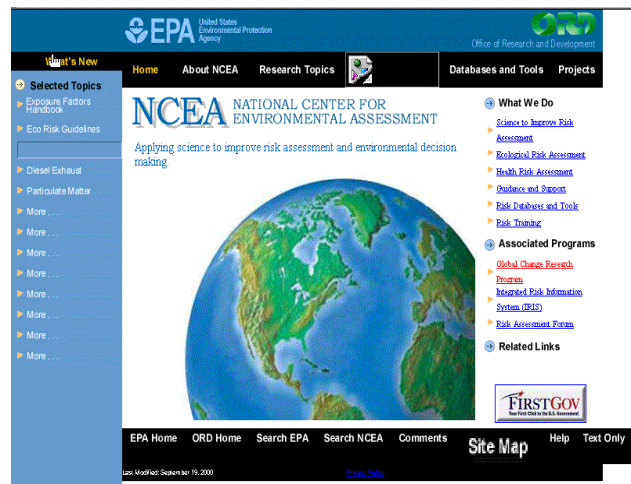 EPA United States
Environmental Protection
Agency
ORD
Office of Research and Development
What's New
Home About NCEA Research Topics Databases and Tools Projects
Selected Topics
Exposure Factors
Handbook
Eco Risk Guidelines
Diesel Exhaust
Particulate Matter
More . . .
More . . .
More . . .
More . . .
More . . .
More . . .
More . . .
More . . .
NCEA NATIONAL CENTER FOR
ENVIRONMENTAL ASSESSMENT
Applying science to improve risk assessment and environmental decision
making.
What We Do
Science to Improve Risk
Assessment
Ecological Risk Assessment
Health Risk Assessment
Guidance and Support
Risk Databases and Tools
Risk Training
Associated Programs
Global Change Research
Program
Integrated Risk Information
System (IRIS)
Risk Assessment Forum
Related Links
FIRSTGOV
Your First Click to the U.S. Government
EPA Home ORD Home Search EPA Search NCEA Comments Site Map Help Text Only
Last Modified: September 19, 2000
Privacy Policy